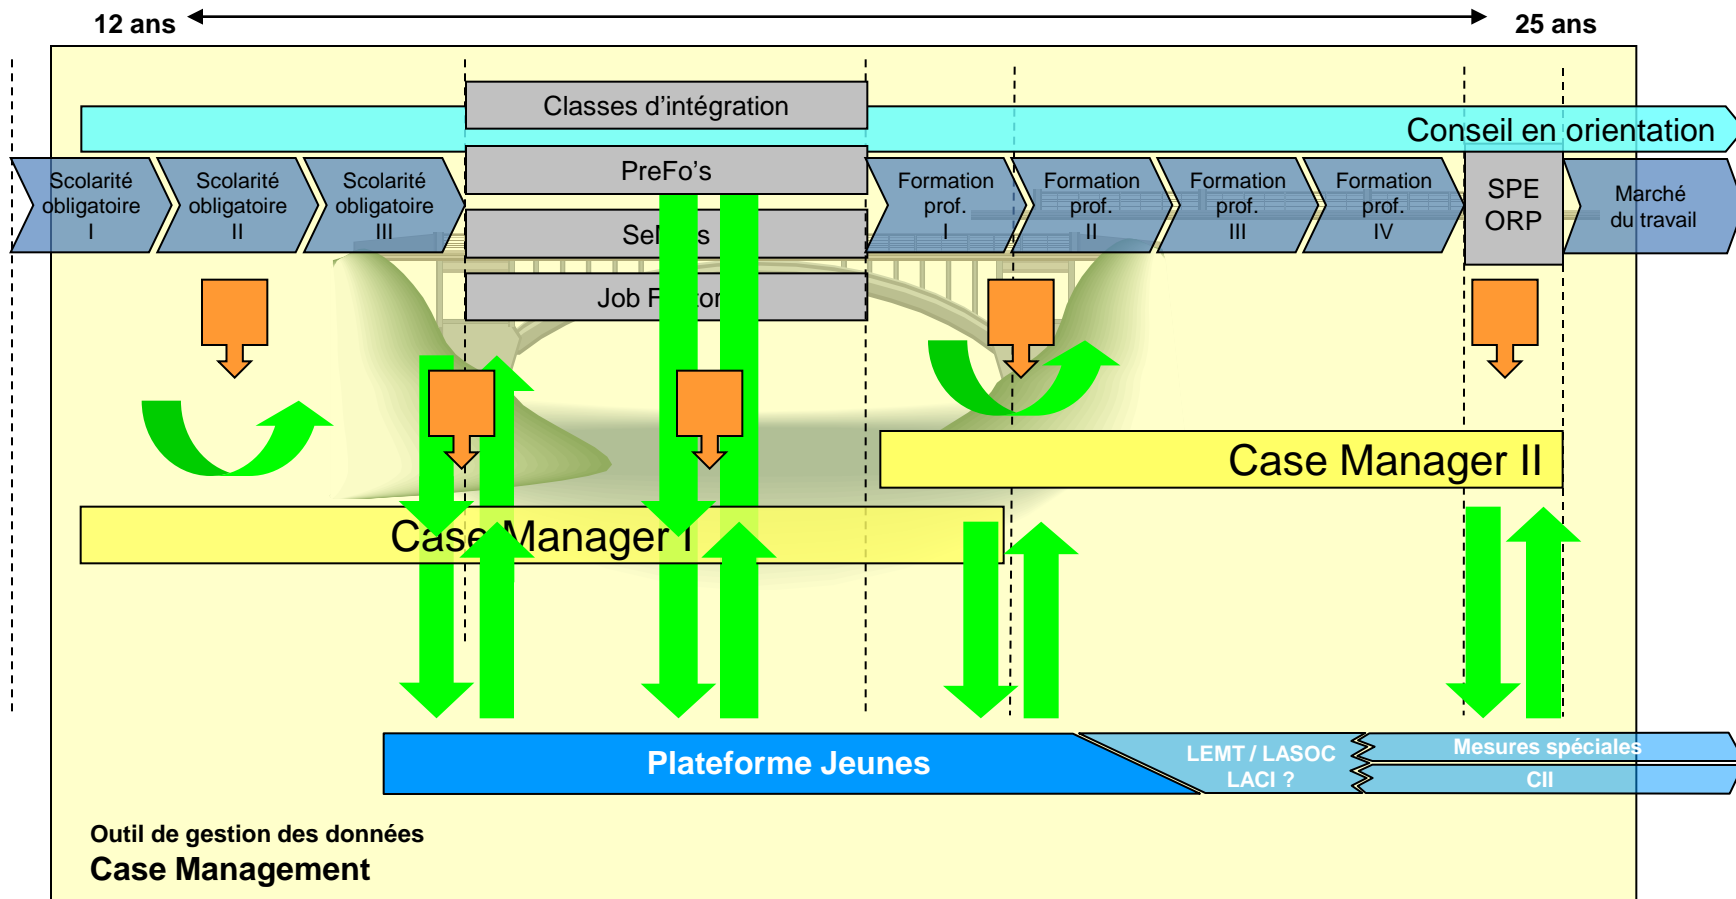 12 ans
25 ans
Classes d'intégration
Conseil en orientation
Scolarité
obligatoire
I
Scolarité
obligatoire
II
Scolarité
obligatoire
III
PreFo's
Formation
prof.
I
Formation
prof.
II
Formation
prof.
III
Formation
prof.
IV
SPE
ORP
Marché
du travail
Job
Case Manager II
Case Manager I
Plateforme Jeunes
LEMT / LASOC
LACI ?
Mesures spéciales
CII
Outil de gestion des données
Case Management